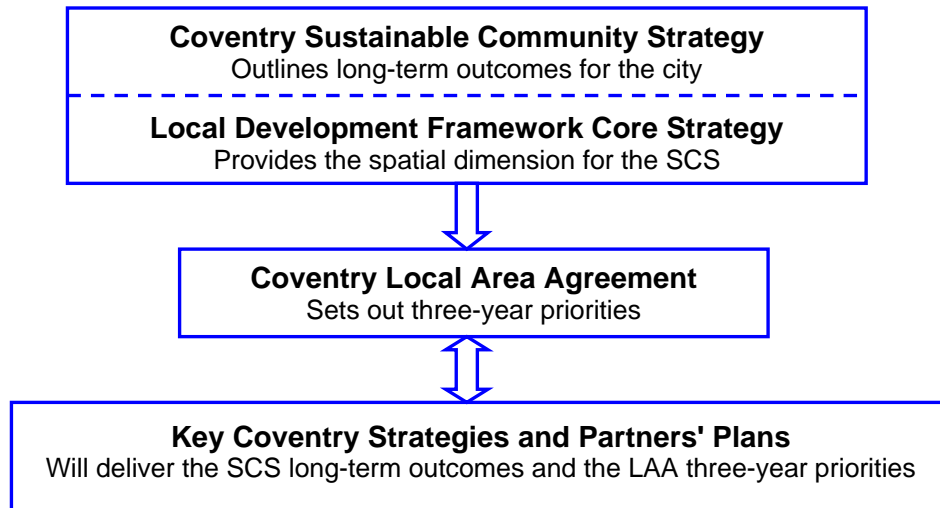 Coventry Sustainable Community Strategy
Outlines long-term outcomes for the city
Local Development Framework Core Strategy
Provides the spatial dimension for the SCS
Coventry Local Area Agreement
Sets out three-year priorities
Key Coventry Strategies and Partners' Plans
Will deliver the SCS long-term outcomes and the LAA three-year priorities